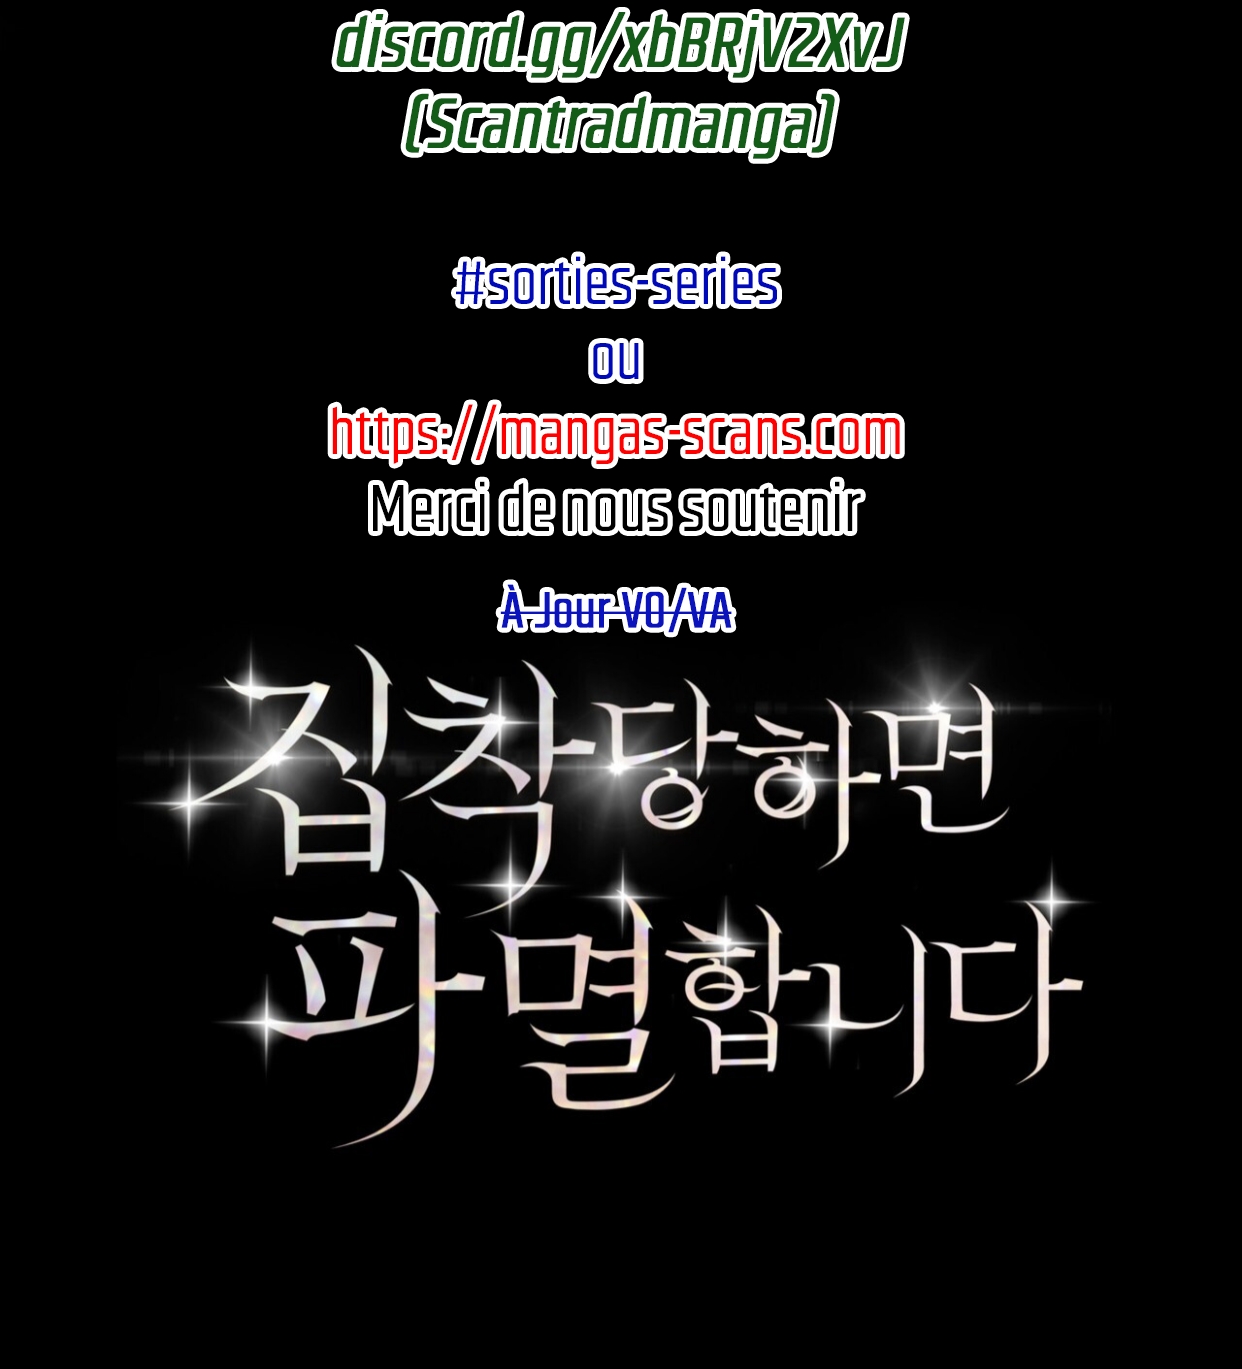 discord.gg/xbBRjV2XvJ
(Scantradmanga)
#sorties-series
ou
https://mangas-scans.com
Merci de nous soutenir
À Jour VO/VA
집착당하면
파멸합니다